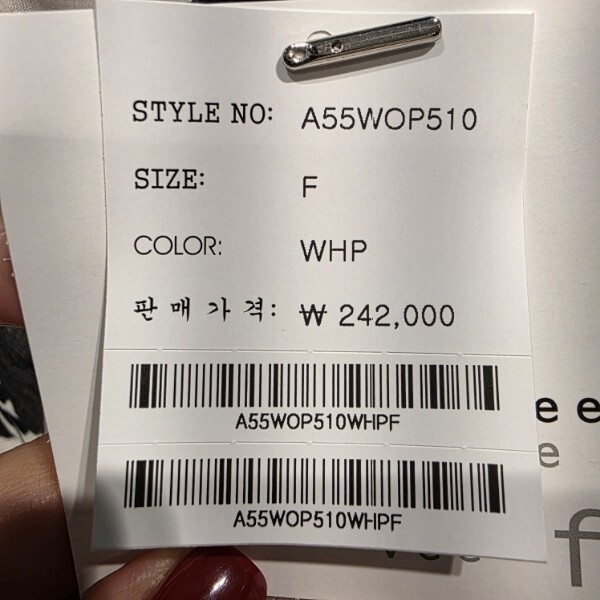 STYLE NO: A55WOP510
SIZE: F
COLOR: WHP
판매가격: ₩ 242,000
A55WOP510WHPF
A55WOP510WHPF